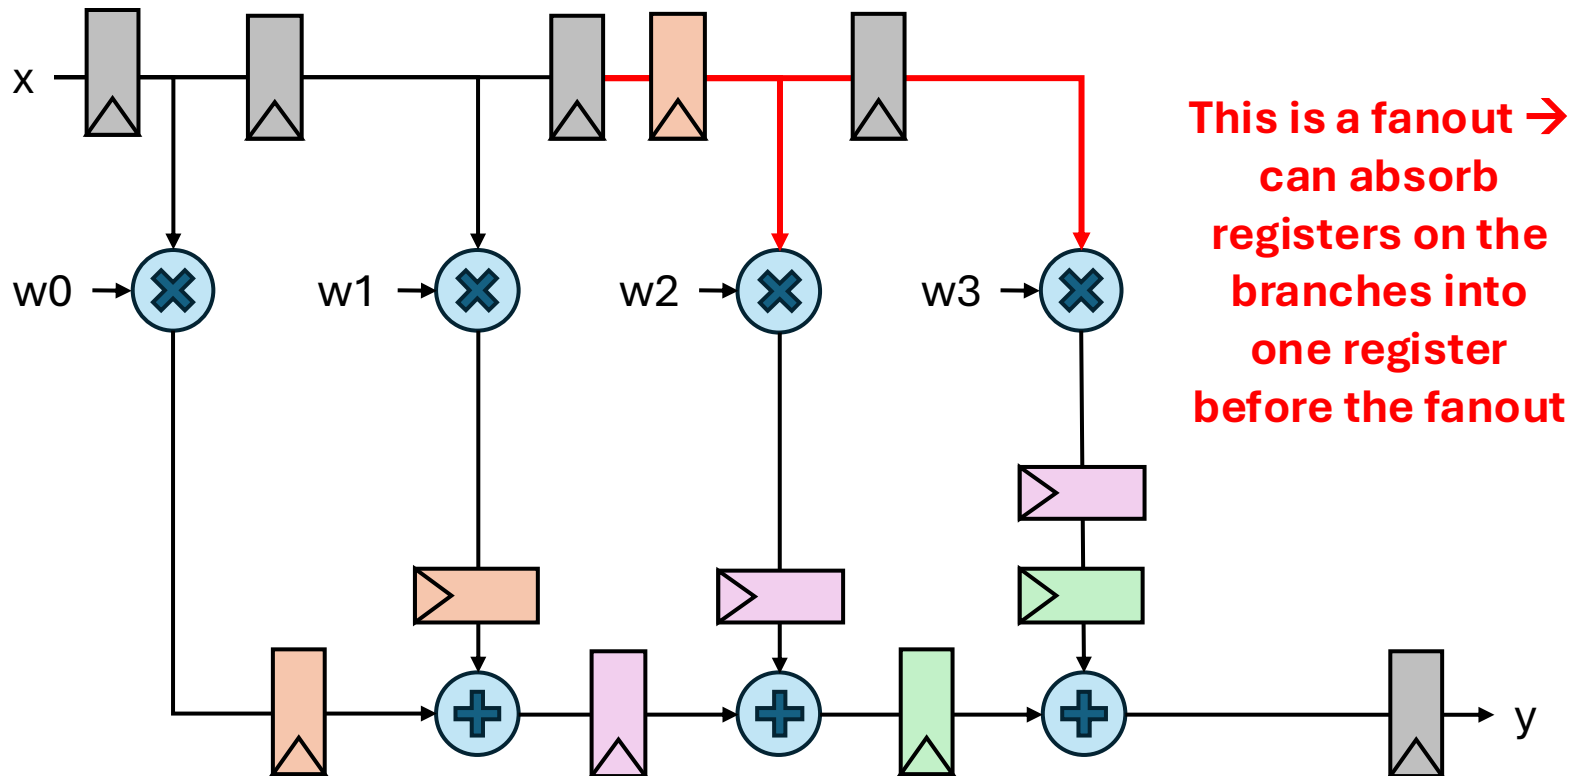 x
This is a fanout →
can absorb
registers on the
branches into
one register
before the fanout
w0
w1
w2
w3
y